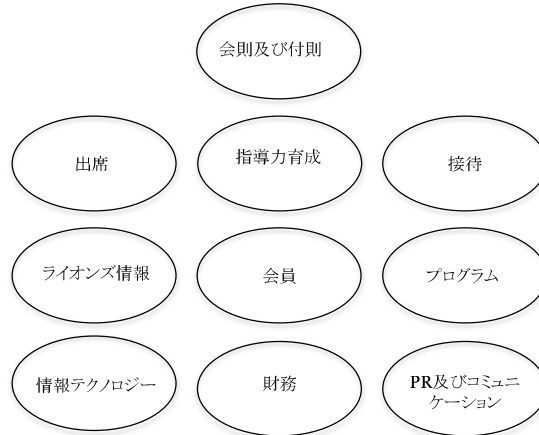 会則及び付則
出席
指導力育成
接待
ライオンズ情報
会員
プログラム
情報テクノロジー
財務
PR及びコミュニ
ケーション